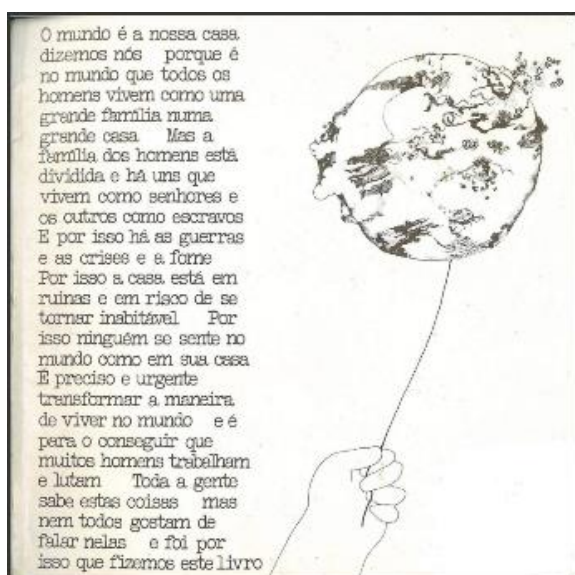 O mundo é a nossa casa
dizemos nós porque é
no mundo que todos os
homens vivem como uma
grande família numa
grande casa Mas a
família dos homens está
dividida e há uns que
vivem como senhores e
os outros como escravos
E por isso há as guerras
e as crises e a fome
Por isso a casa está em
ruínas e em risco de se
tornar inabitável Por
isso ninguém se sente no
mundo como em sua casa
É preciso e urgente
transformar a maneira
de viver no mundo e é
para o conseguir que
muitos homens trabalham
e lutam Toda a gente
sabe estas coisas mas
nem todos gostam de
falar nelas e foi por
isso que fizemos este livro